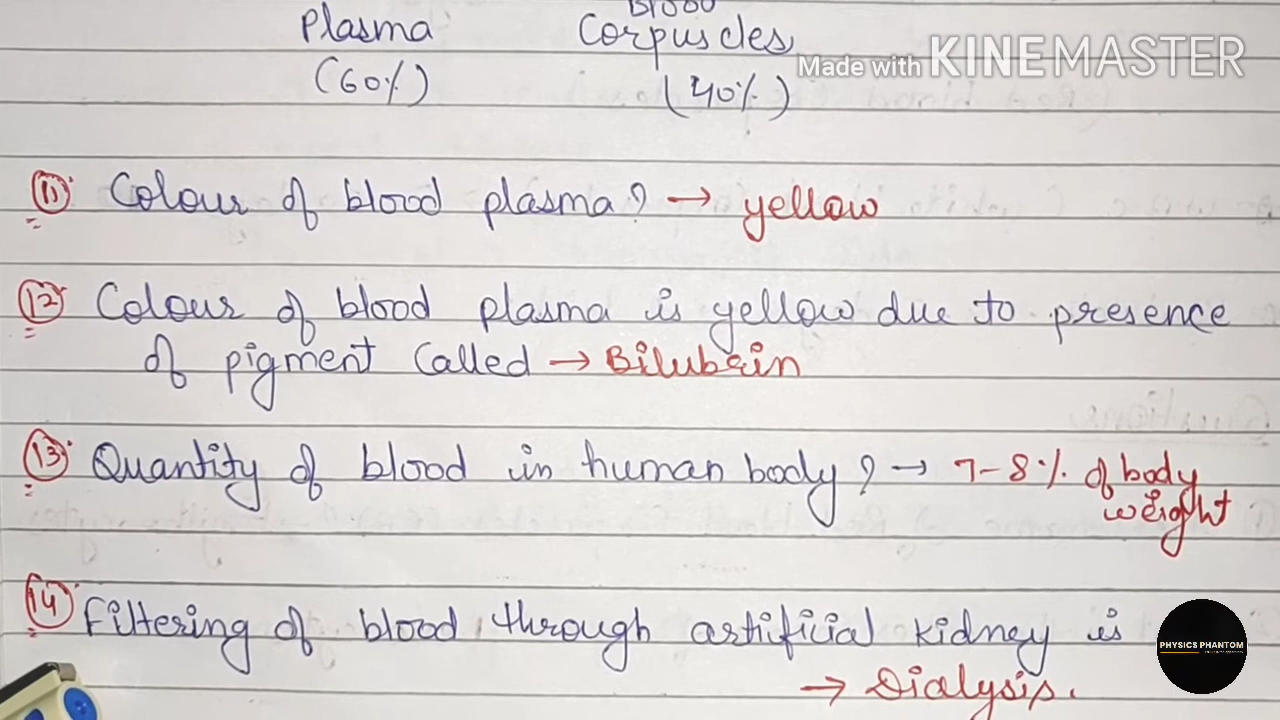 Blood
Plasma Corpuscles
Made with KINEMASTER
(60%) (40%)
11) Colour of blood plasma? → yellow
12) Colour of blood plasma is yellow due to presence
of pigment called → Bilubrin
13) Quantity of blood in human body? → 7-8% of body
weight
14) Filtering of blood through artificial kidney is
→ Dialysis.
PHYSICS PHANTOM